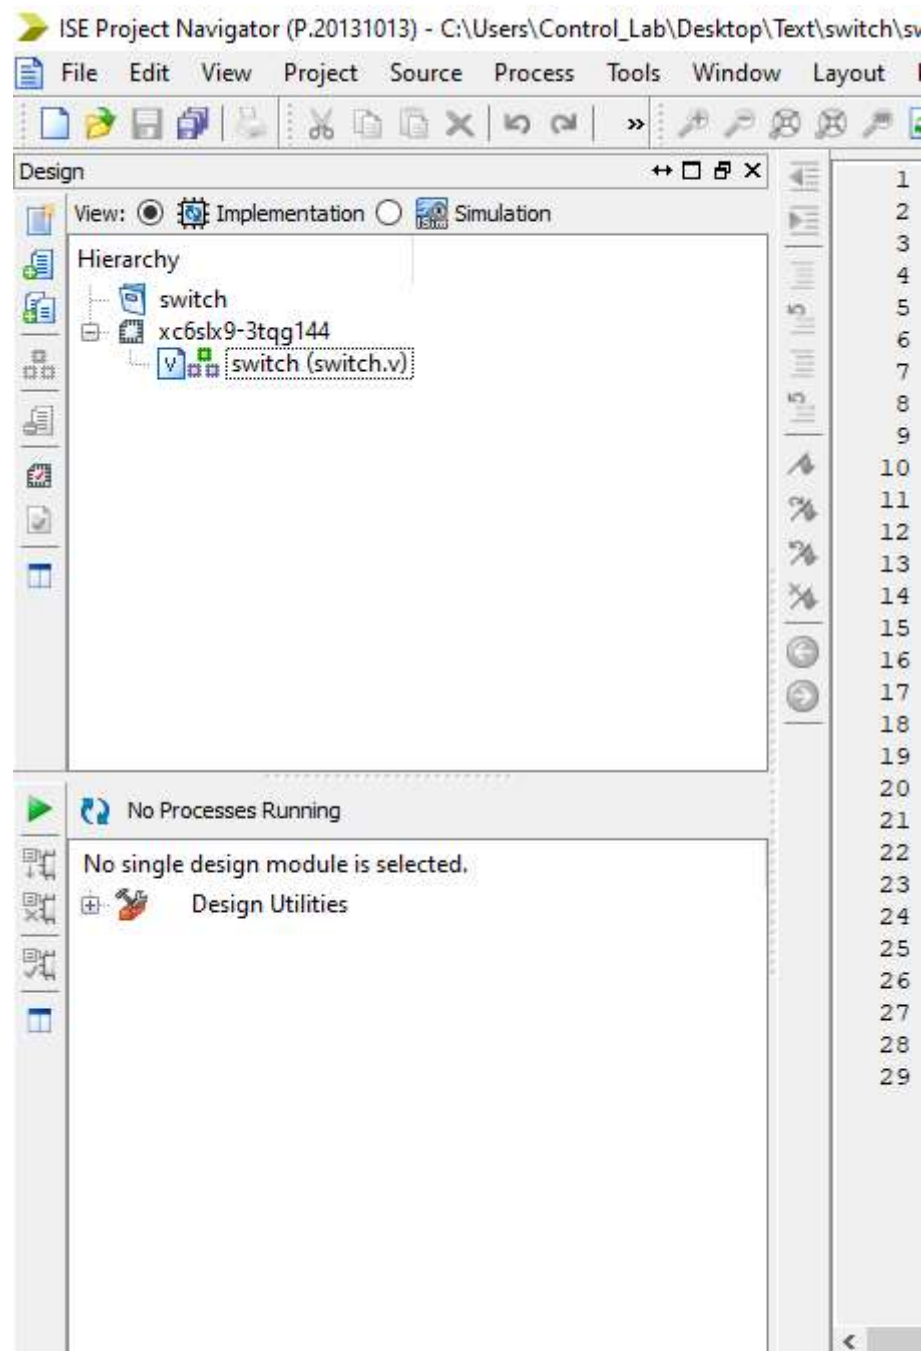 ISE Project Navigator (P.20131013) - C:\Users\Control_Lab\Desktop\Text\switch\sw
File Edit View Project Source Process Tools Window Layout
»
Design
View: Implementation Simulation
Hierarchy
switch
xc6slx9-3tqg144
switch (switch.v)
No Processes Running
No single design module is selected.
Design Utilities
1
2
3
4
5
6
7
8
9
10
11
12
13
14
15
16
17
18
19
20
21
22
23
24
25
26
27
28
29